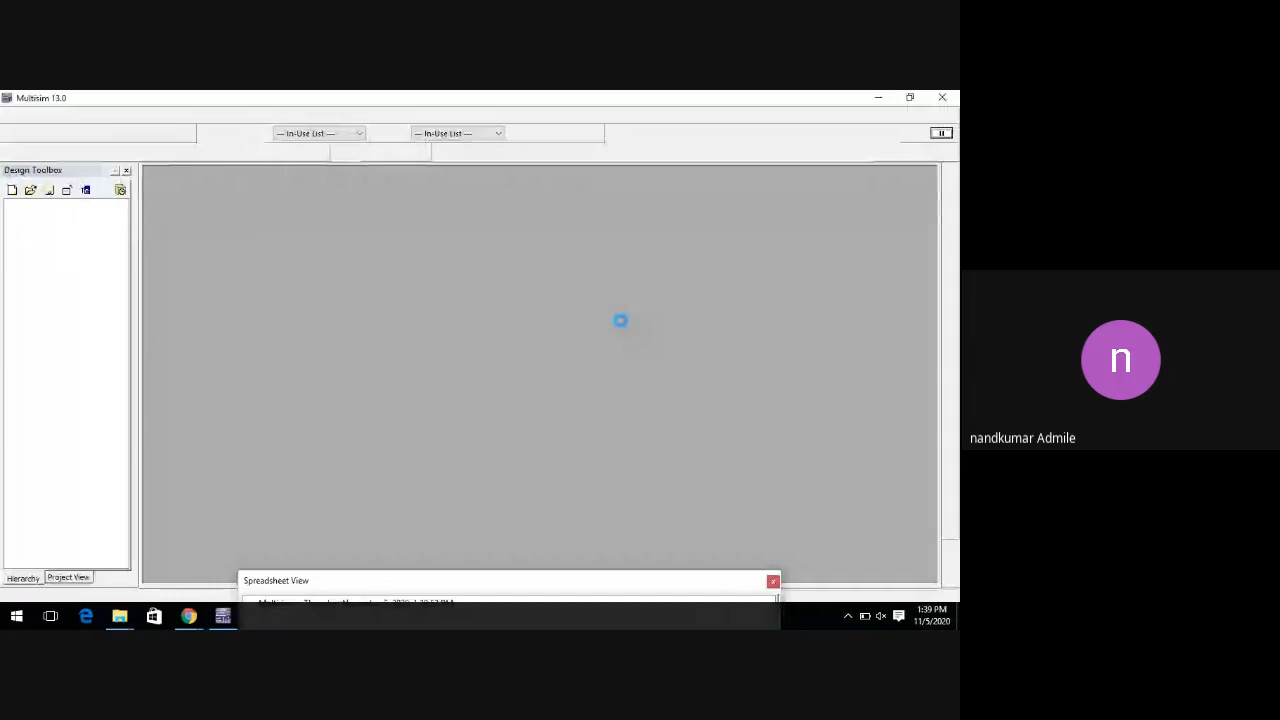 Multisim 13.0
--- In-Use List ---
--- In-Use List ---
Design Toolbox
n
nandkumar Admile
Hierarchy
Project View
Spreadsheet View
1:39 PM
11/5/2020